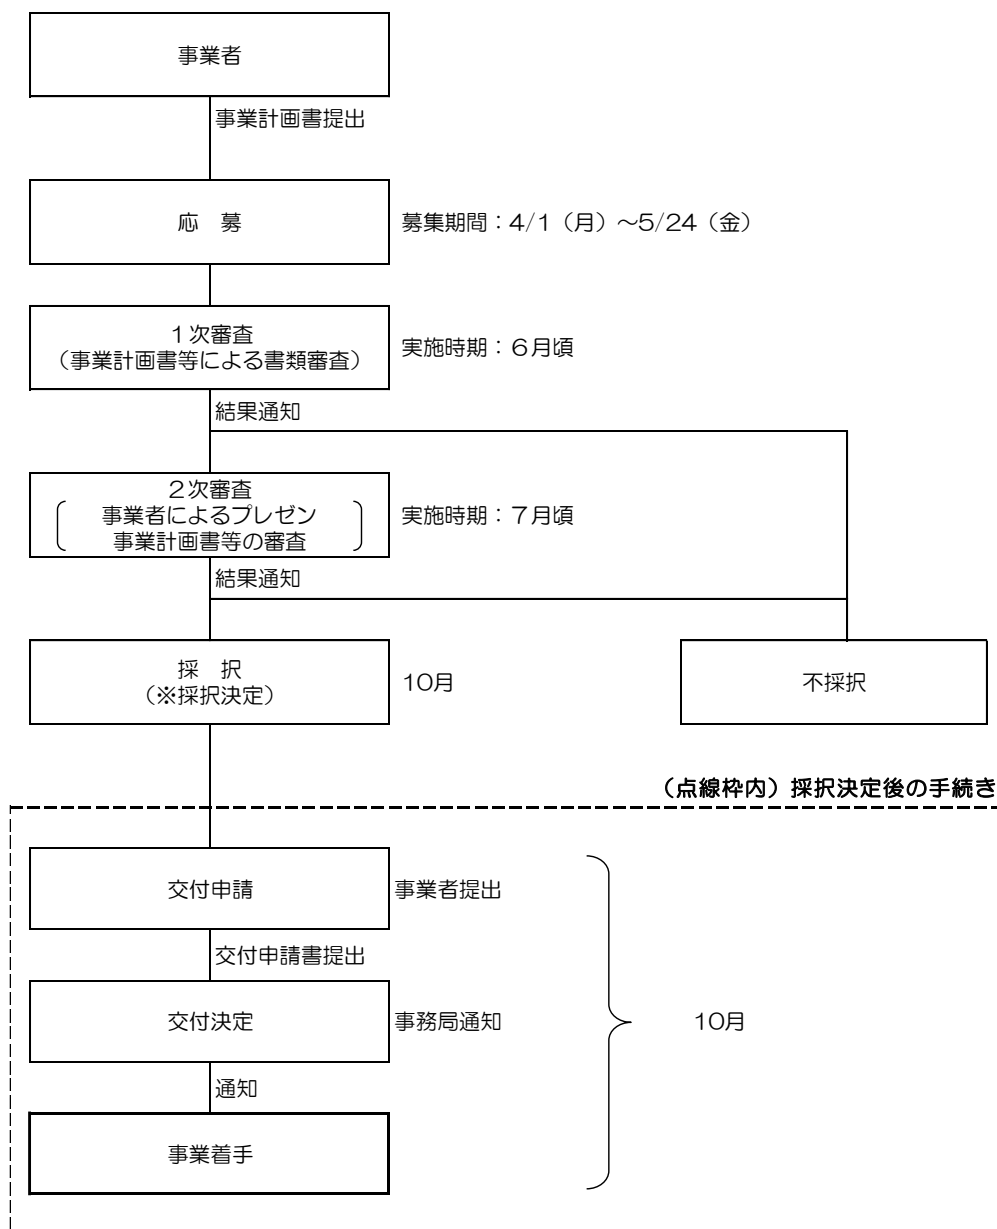 事業者
事業計画書提出
応　募
募集期間：4/1（月）～5/24（金）
１次審査
（事業計画書等による書類審査）
実施時期：６月頃
結果通知
２次審査
事業者によるプレゼン
事業計画書等の審査
実施時期：７月頃
結果通知
採　択
（※採択決定）
10月
不採択
（点線枠内）採択決定後の手続き
交付申請
事業者提出
交付申請書提出
交付決定
事務局通知
10月
通知
事業着手